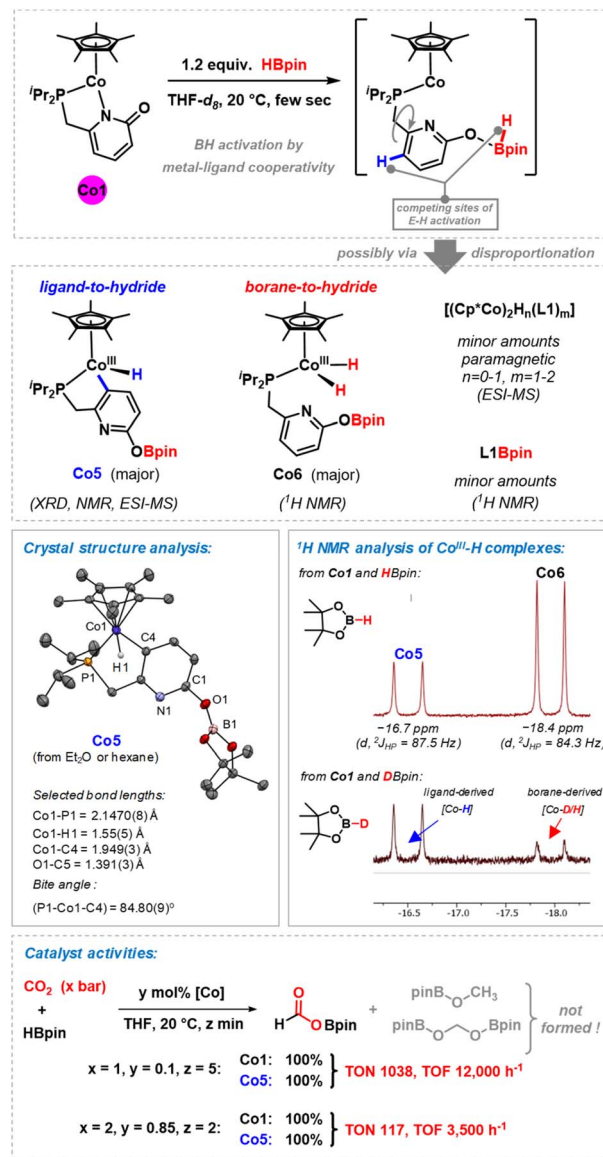 iPr2P
Co
N
O
Co1
1.2 equiv. HBpin
THF-d8, 20 °C, few sec
BH activation by
metal-ligand cooperativity
Co
iPr2P
N
O
H
Bpin
H
competing sites of
E-H activation
possibly via
disproportionation
ligand-to-hydride
CoIII
H
iPr2P
N
OBpin
Co5 (major)
(XRD, NMR, ESI-MS)
borane-to-hydride
CoIII
H
iPr2P
H
N
OBpin
Co6 (major)
(1H NMR)
[(Cp*Co)2Hn(L1)m]
minor amounts
paramagnetic
n=0-1, m=1-2
(ESI-MS)
L1Bpin
minor amounts
(1H NMR)
Crystal structure analysis:
Co1
C4
H1
P1
C1
O1
N1
B1
Co5
(from Et2O or hexane)
Selected bond lengths:
Co1-P1 = 2.1470(8) Å
Co1-H1 = 1.55(5) Å
Co1-C4 = 1.949(3) Å
O1-C5 = 1.391(3) Å
Bite angle :
(P1-Co1-C4) = 84.80(9)o
1H NMR analysis of CoIII-H complexes:
from Co1 and HBpin:
Co6
O
B-H
O
Co5
−16.7 ppm
(d, 2JHP = 87.5 Hz)
−18.4 ppm
(d, 2JHP = 84.3 Hz)
from Co1 and DBpin:
O
B-D
O
ligand-derived
[Co-H]
borane-derived
[Co-D/H]
-16.5 -17.0 -17.5 -18.0
Catalyst activities:
CO2 (x bar)
+
HBpin
y mol% [Co]
THF, 20 °C, z min
O
H
O
Bpin
+
pinB
O
CH3
pinB
O
O
Bpin
not
formed !
x = 1, y = 0.1, z = 5:
Co1: 100%
Co5: 100%
TON 1038, TOF 12,000 h-1
x = 2, y = 0.85, z = 2:
Co1: 100%
Co5: 100%
TON 117, TOF 3,500 h-1